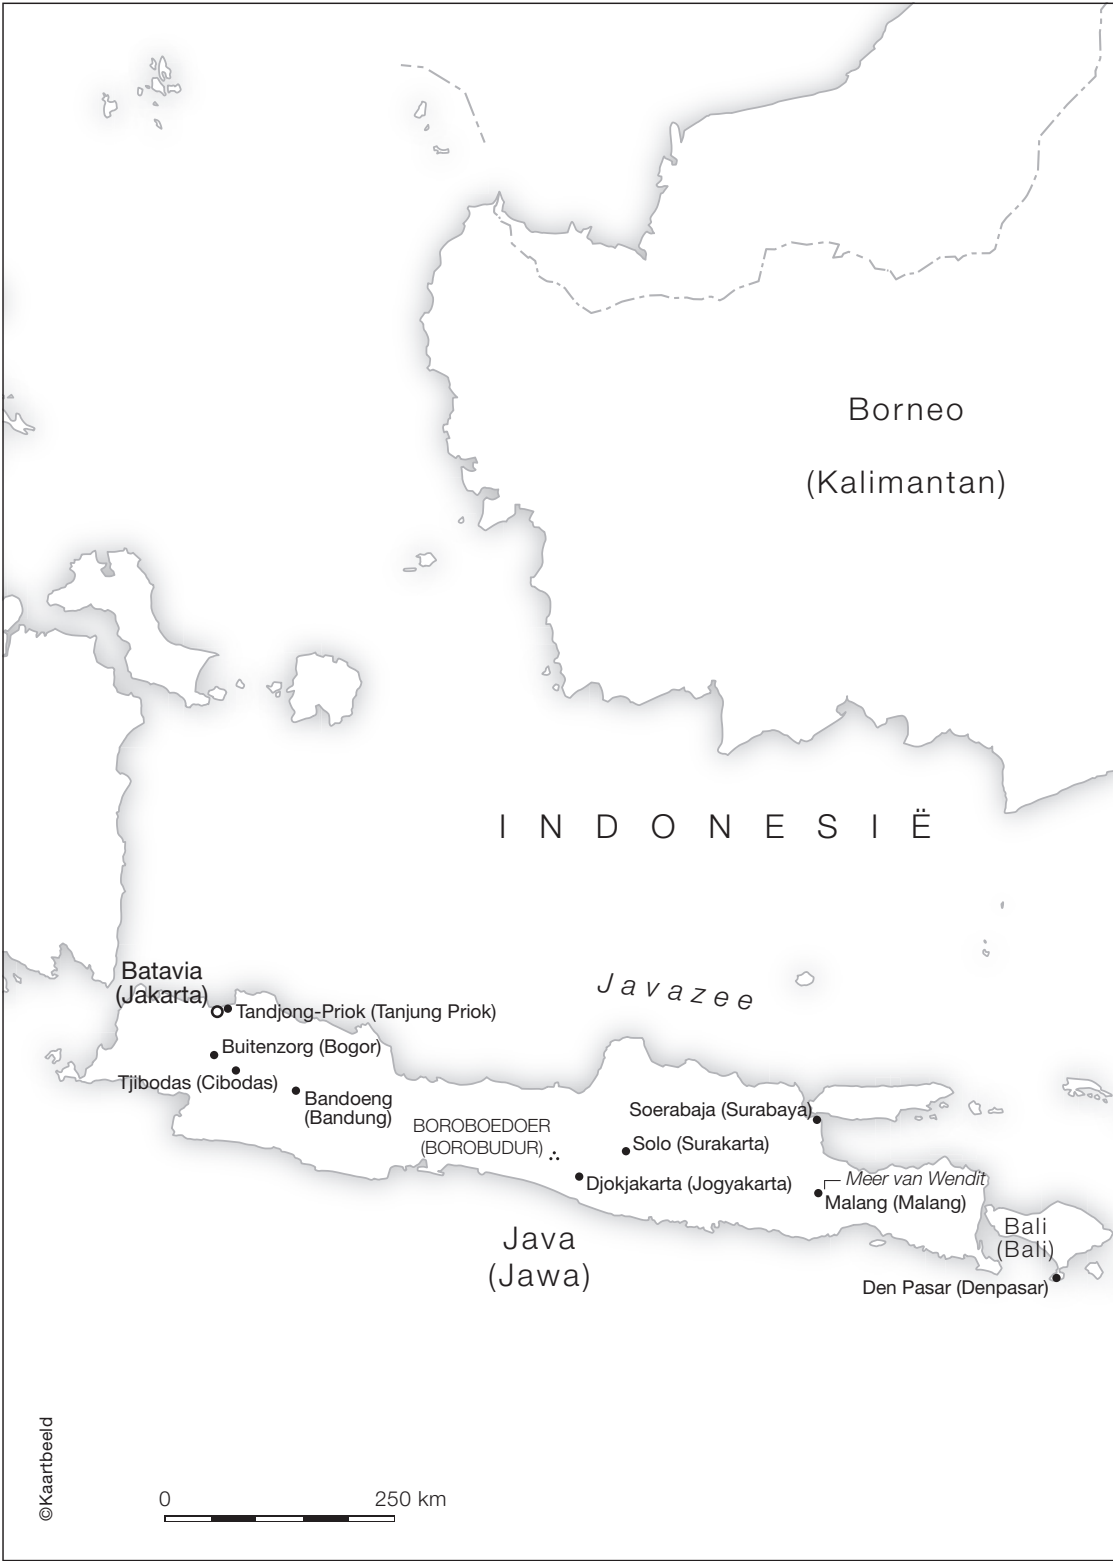 Borneo
(Kalimantan)
INDONESIË
Javazee
Batavia
(Jakarta)
Tandjong-Priok (Tanjung Priok)
Buitenzorg (Bogor)
Tjibodas (Cibodas)
Bandoeng
(Bandung)
BOROBOEDOER
(BOROBUDUR)
Soerabaja (Surabaya)
Solo (Surakarta)
Djokjakarta (Jogyakarta)
Meer van Wendit
Malang (Malang)
Java
(Jawa)
Bali
(Bali)
Den Pasar (Denpasar)
©Kaartbeeld
0 250 km